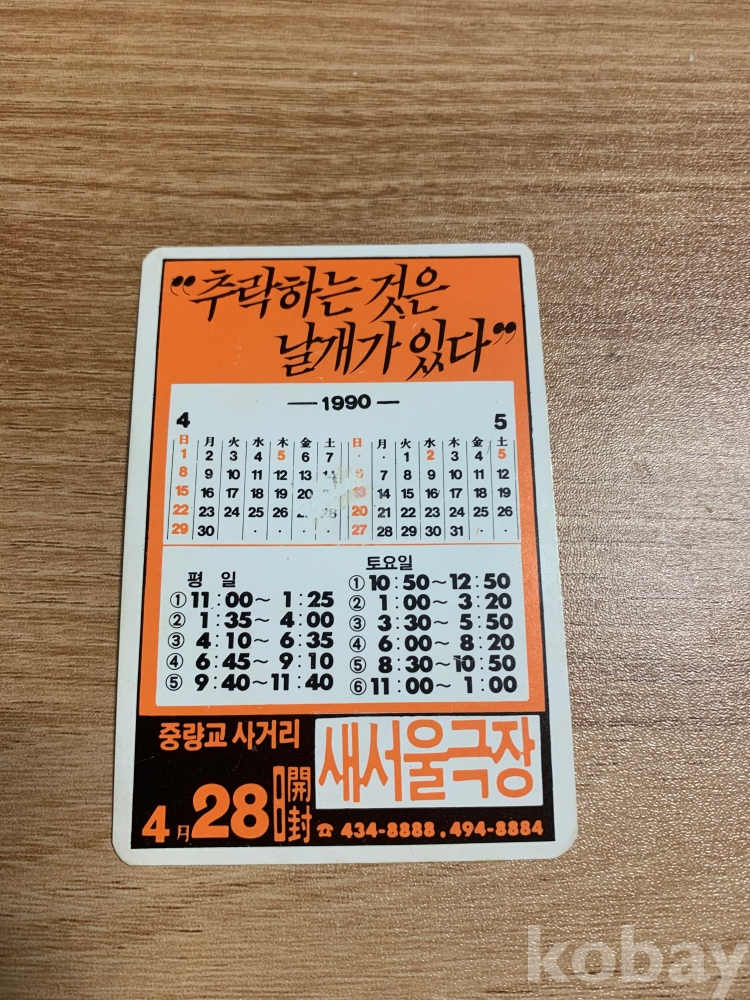 “추락하는 것은
날개가 있다”
—1990—
4 5
日 月 火 水 木 金 土 日 月 火 水 木 金 土
1 2 3 4 5 6 7 · · 1 2 3 4 5
8 9 10 11 12 13 6 7 8 9 10 11 12
15 16 17 18 19 20 13 14 15 16 17 18 19
22 23 24 25 26 28 20 21 22 23 24 25 26
29 30 · · · · · 27 28 29 30 31 · ·
평 일
① 11:00~ 1:25
② 1:35~ 4:00
③ 4:10~ 6:35
④ 6:45~ 9:10
⑤ 9:40~11:40
토요일
① 10:50~12:50
② 1:00~ 3:20
③ 3:30~ 5:50
④ 6:00~ 8:20
⑤ 8:30~10:50
⑥ 11:00~ 1:00
중량교 사거리
새서울극장
4月 28日 開封
☎ 434-8888 . 494-8884
kobay